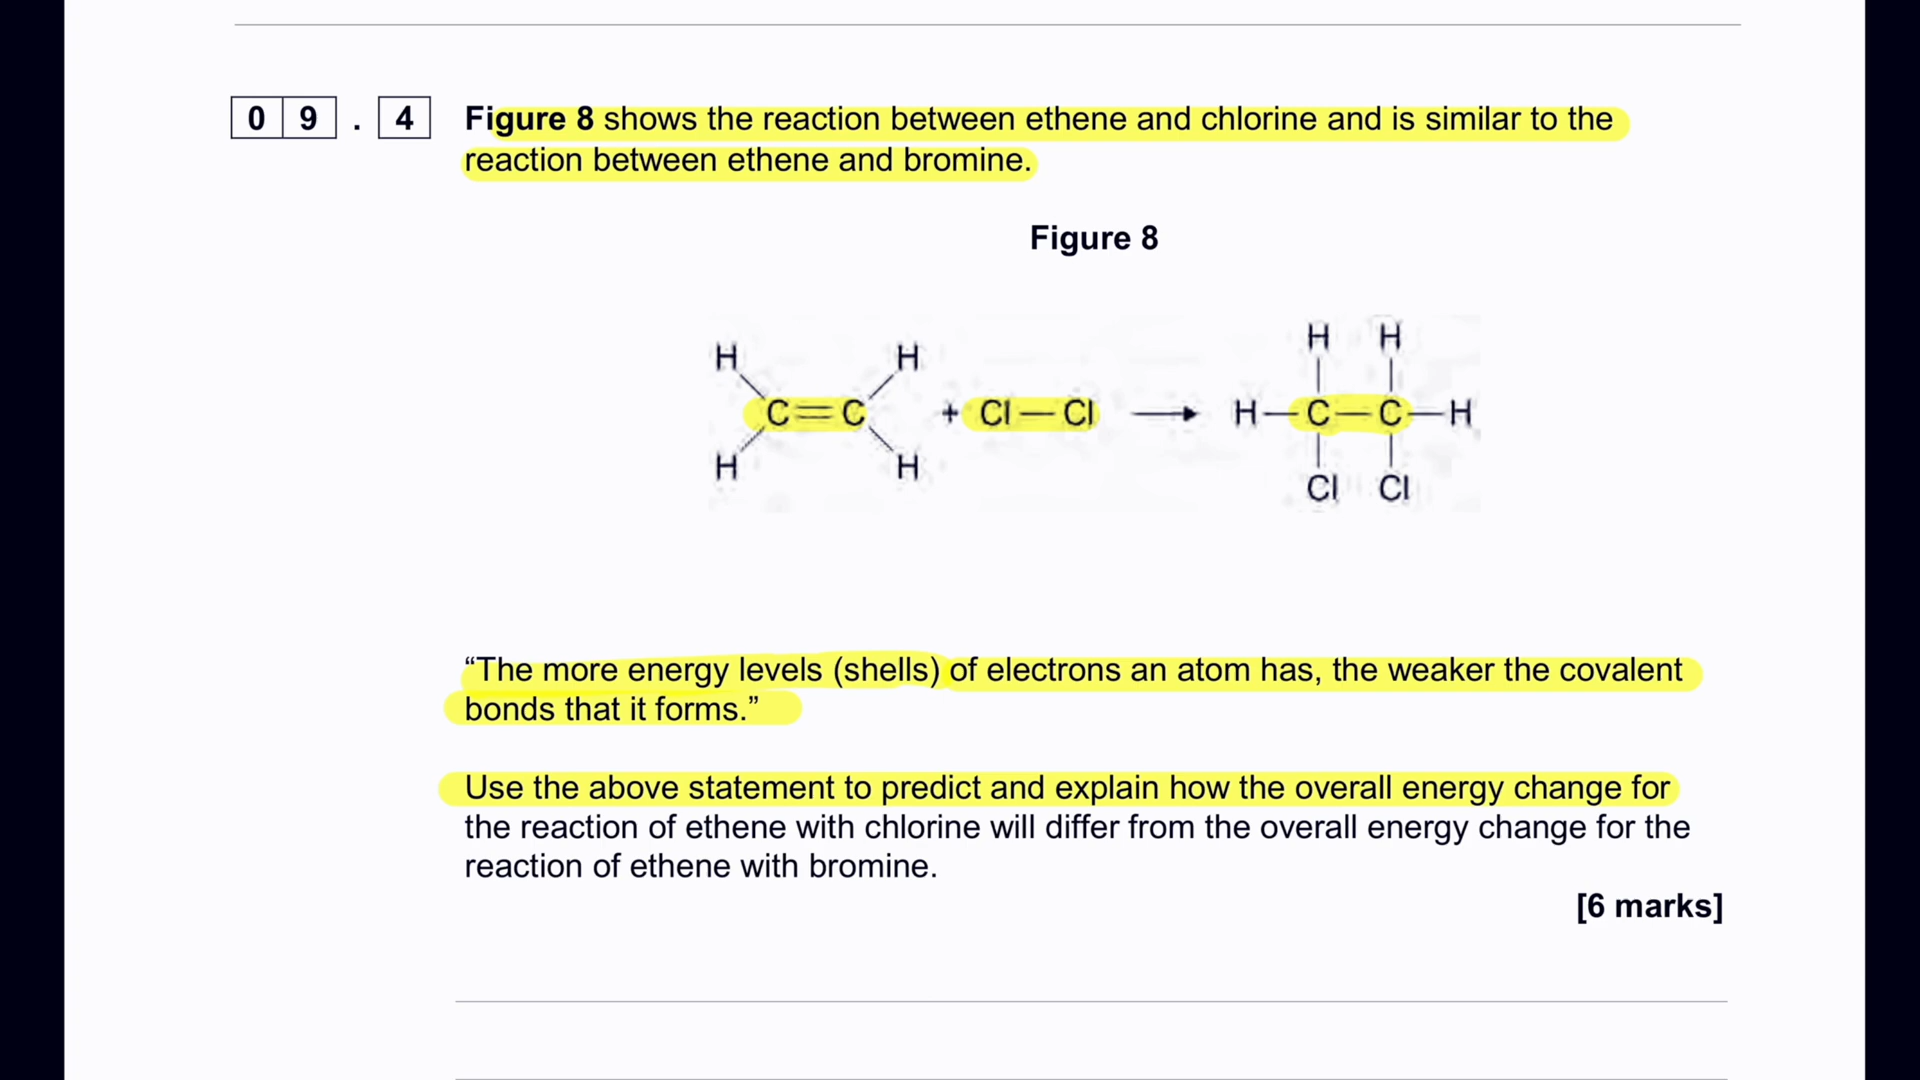 09.4 Figure 8 shows the reaction between ethene and chlorine and is similar to the
reaction between ethene and bromine.
Figure 8
H H H H
C=C + Cl—Cl → H—C—C—H
H H Cl Cl
“The more energy levels (shells) of electrons an atom has, the weaker the covalent
bonds that it forms.”
Use the above statement to predict and explain how the overall energy change for
the reaction of ethene with chlorine will differ from the overall energy change for the
reaction of ethene with bromine.
[6 marks]